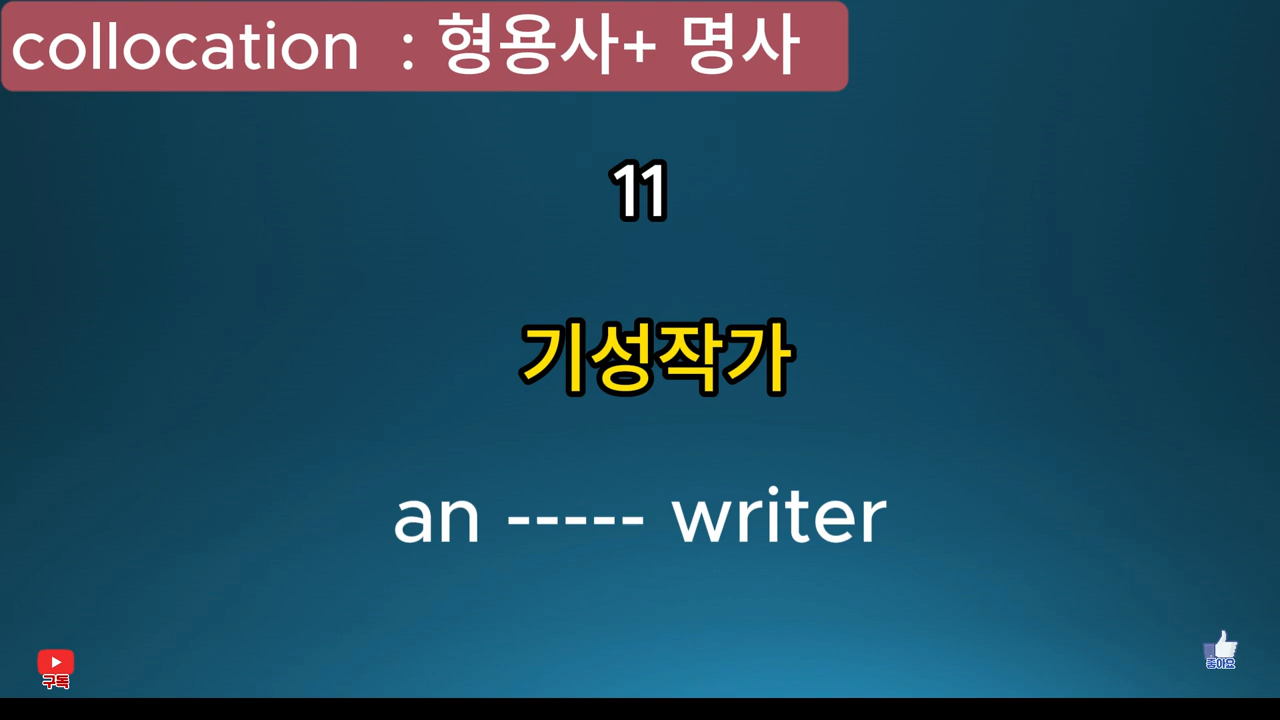 collocation : 형용사+ 명사
11
기성작가
an ----- writer
구독
좋아요